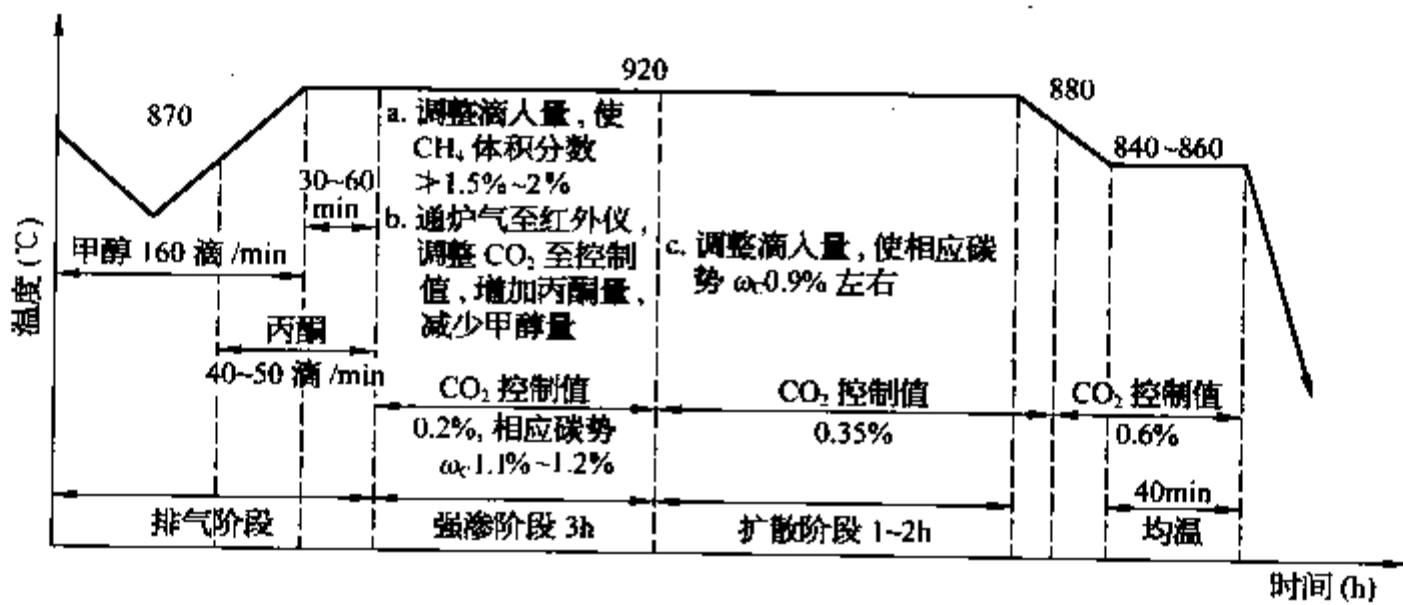 920
870
880
a. 调整滴人量，使
CH₄ 体积分数
≯1.5%~2%
840~860
30~60
min
b. 通炉气至红外仪，
调整 CO₂ 至控制
值，增加丙酮量，
减少甲醇量
甲醇 160 滴 /min
c. 调整滴人量，使相应碳
势 ωc0.9% 左右
温度 (℃)
丙酮
40~50 滴 /min
CO₂ 控制值
0.2%, 相应碳势
ωc1.1%~1.2%
CO₂ 控制值
0.35%
CO₂ 控制值
0.6%
40min
均温
排气阶段
强渗阶段 3h
扩散阶段 1~2h
时间 (h)